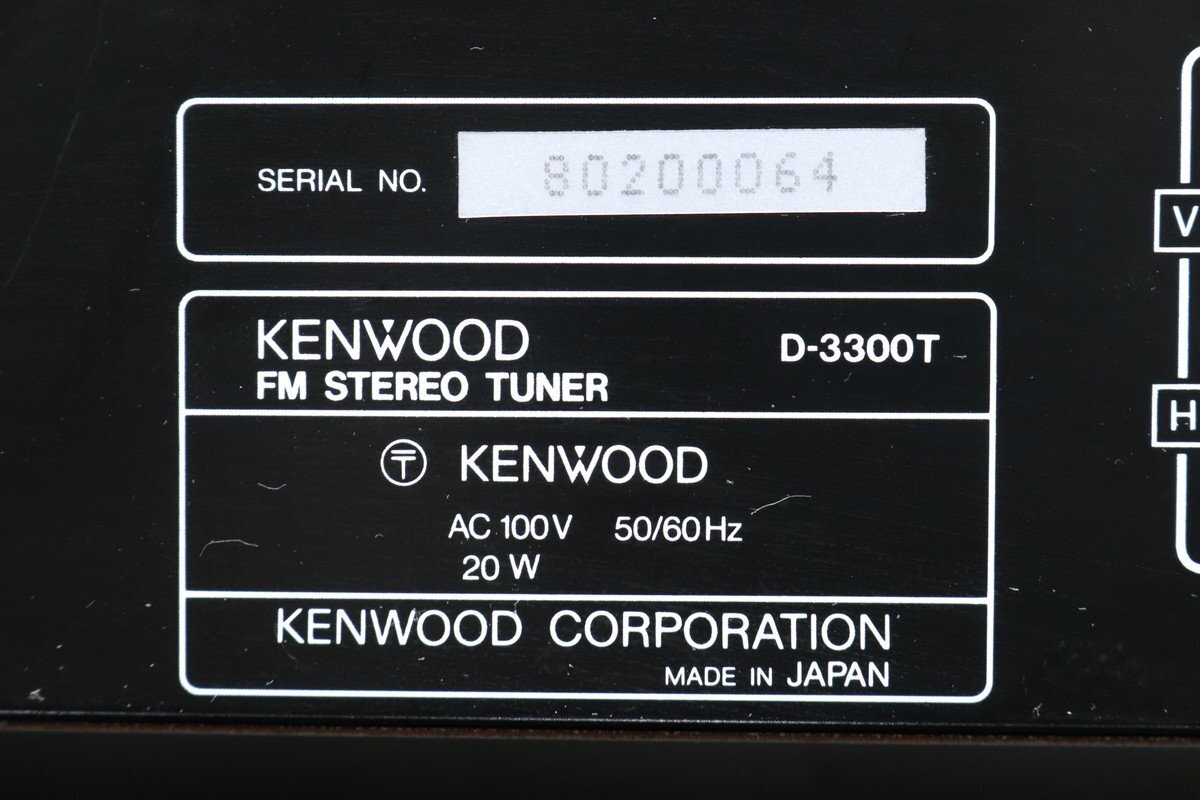 SERIAL NO. 80200064
KENWOOD D-3300T
FM STEREO TUNER
〒 KENWOOD
AC 100V 50/60Hz
20 W
KENWOOD CORPORATION
MADE IN JAPAN
V
H